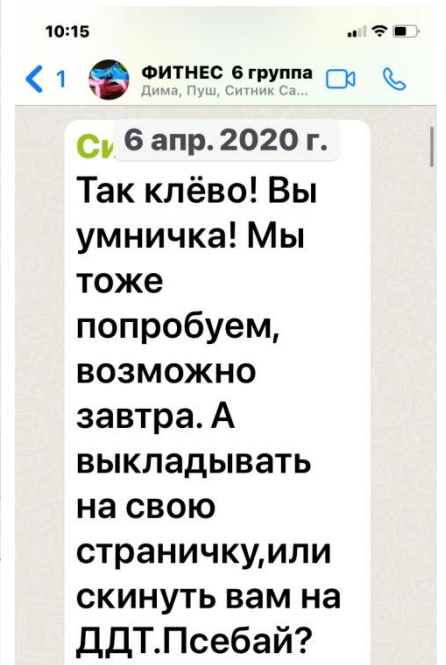 10:15
1
ФИТНЕС 6 группа
Дима, Пуш, Ситник Са...
6 апр. 2020 г.
Так клёво! Вы
умничка! Мы
тоже
попробуем,
возможно
завтра. А
выкладывать
на свою
страничку,или
скинуть вам на
ДДТ.Псебай?